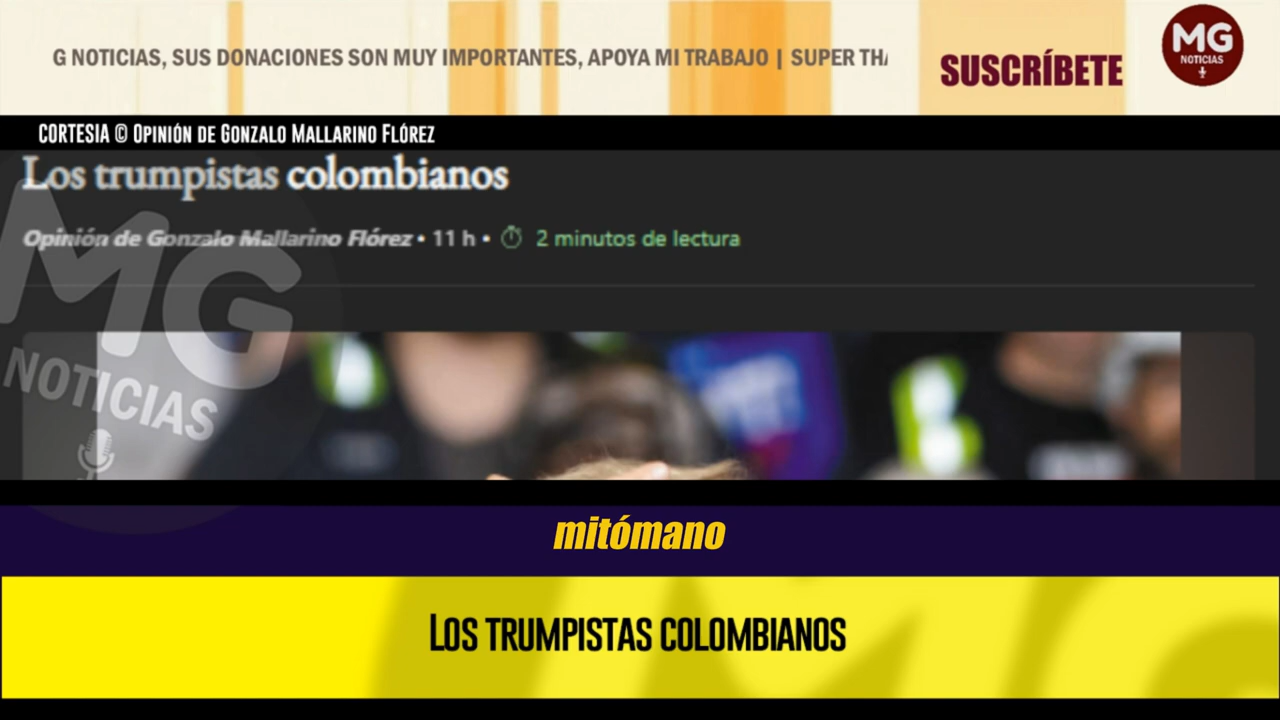 G NOTICIAS, SUS DONACIONES SON MUY IMPORTANTES, APOYA MI TRABAJO | SUPER THA
SUSCRÍBETE
MG
NOTICIAS
CORTESIA © OPINIÓN DE GONZALO MALLARINO FLÓREZ
Los trumpistas colombianos
Opinión de Gonzalo Mallarino Flórez • 11 h • 2 minutos de lectura
MG
NOTICIAS
mitómano
LOS TRUMPISTAS COLOMBIANOS